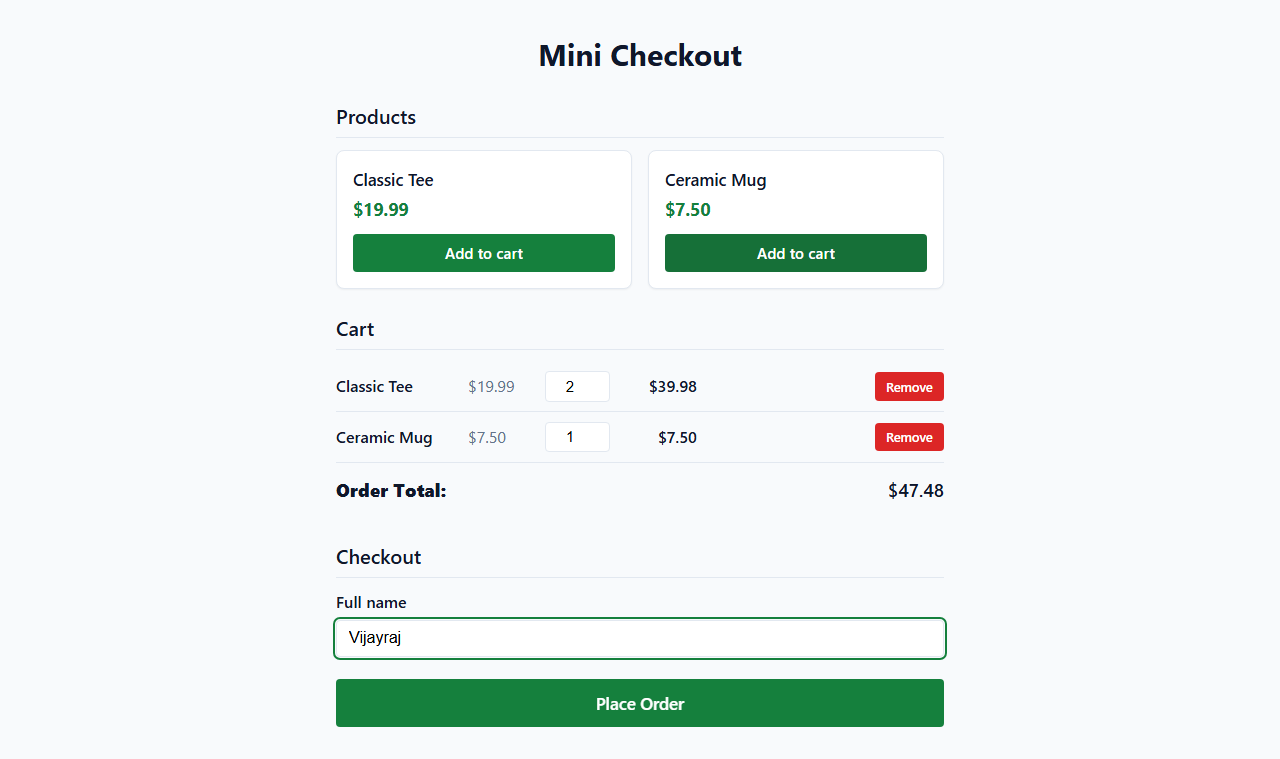 Mini Checkout
Products
Classic Tee
$19.99
Add to cart
Ceramic Mug
$7.50
Add to cart
Cart
Classic Tee $19.99 2 $39.98 Remove
Ceramic Mug $7.50 1 $7.50 Remove
Order Total: $47.48
Checkout
Full name
Vijayraj
Place Order